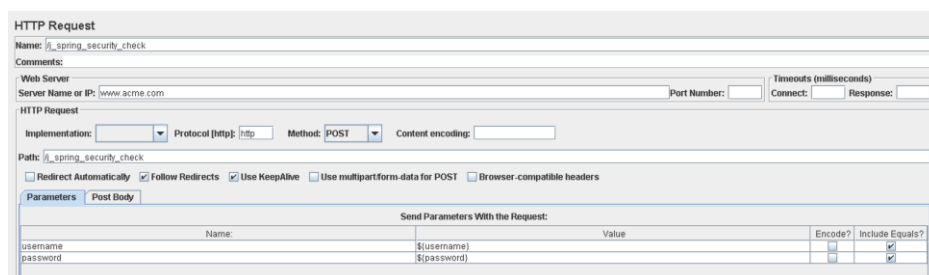 HTTP Request
Name: /j_spring_security_check
Comments:
Web Server Timeouts (milliseconds)
Server Name or IP: www.acme.com Port Number: Connect: Response:
HTTP Request
Implementation: Protocol [http]: http Method: POST Content encoding:
Path: /j_spring_security_check
Redirect Automatically Follow Redirects Use KeepAlive Use multipart/form-data for POST Browser-compatible headers
Parameters Post Body
Send Parameters With the Request:
Name: Value Encode? Include Equals?
username ${username}
password ${password}